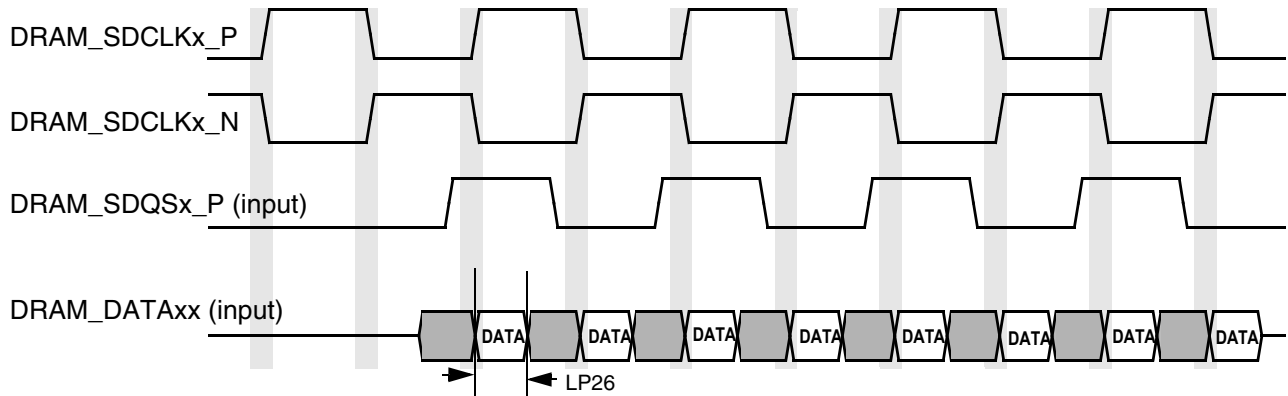 DRAM_SDCLKx_P
DRAM_SDCLKx_N
DRAM_SDQSx_P (input)
DRAM_DATAxx (input)
DATA DATA DATA DATA DATA DATA DATA DATA
LP26